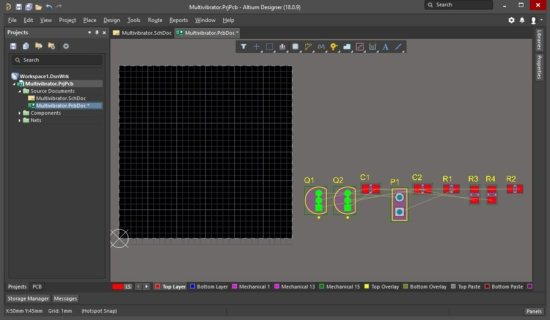 Multivibrator.PrjPcb - Altium Designer (18.0.9)
Search
File Edit View Project Place Design Tools Route Reports Window Help
Projects
Multivibrator.SchDoc
Multivibrator.PcbDoc *
Search
Workspace1.DsnWrk
Multivibrator.PrjPcb
Source Documents
Multivibrator.SchDoc
Multivibrator.PcbDoc *
Components
Nets
Libraries
Properties
Q1 Q2 C1 P1 C2 R1 R3 R4 R2
Projects PCB
LS Top Layer Bottom Layer Mechanical 1 Mechanical 13 Mechanical 15 Top Overlay Bottom Overlay Top Paste Bottom Paste
Storage Manager Messages
X:50mm Y:45mm Grid: 1mm (Hotspot Snap)
Panels